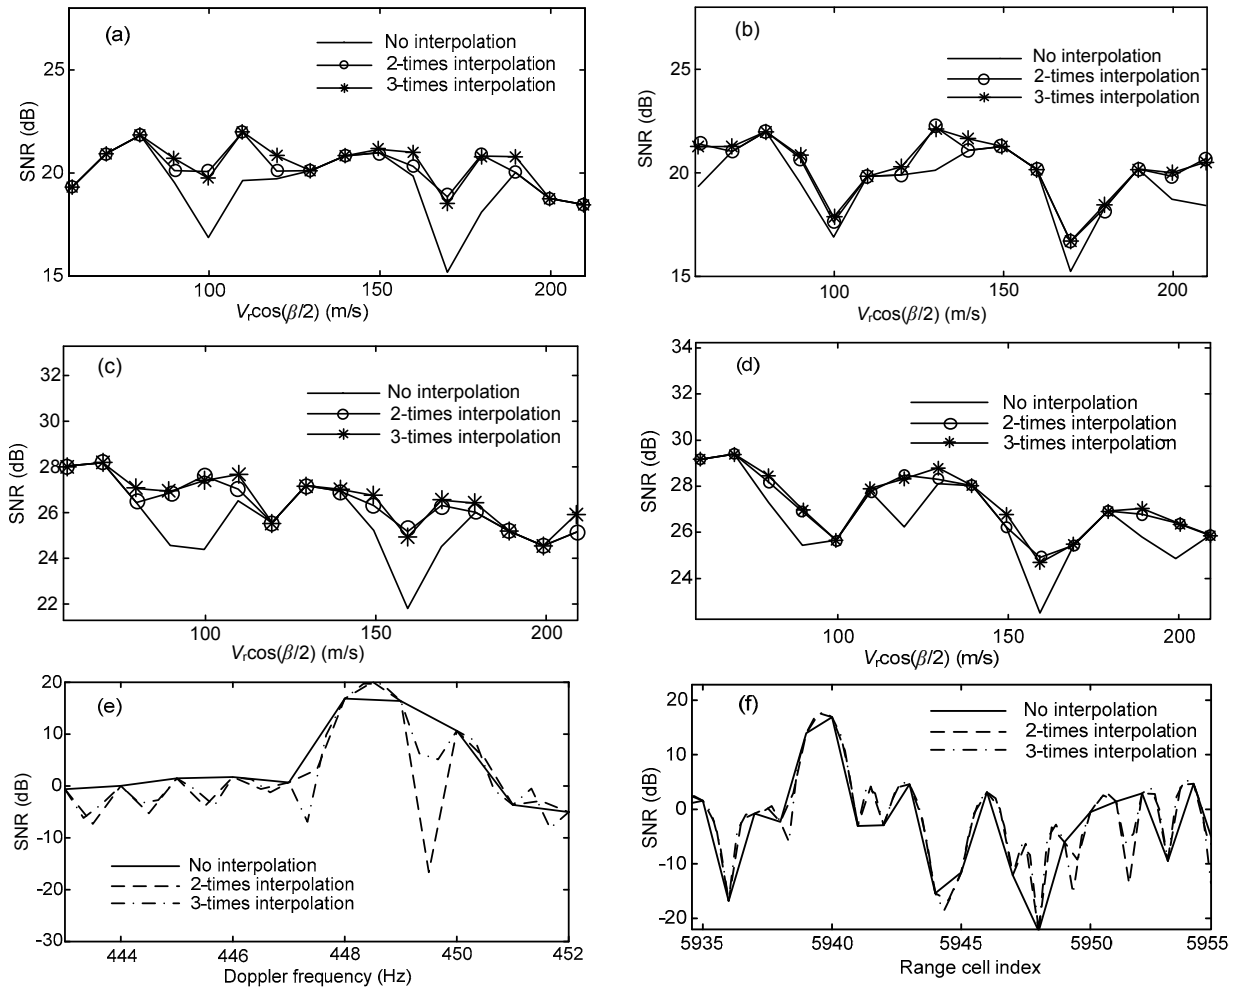 (a)
No interpolation
2-times interpolation
3-times interpolation
25
20
15
SNR (dB)
100
150
200
Vrcos(β/2) (m/s)
(b)
No interpolation
2-times interpolation
3-times interpolation
25
20
15
SNR (dB)
100
150
200
Vrcos(β/2) (m/s)
(c)
No interpolation
2-times interpolation
3-times interpolation
32
30
28
26
24
22
SNR (dB)
100
150
200
Vrcos(β/2) (m/s)
(d)
No interpolation
2-times interpolation
3-times interpolation
34
32
30
28
26
24
SNR (dB)
100
150
200
Vrcos(β/2) (m/s)
(e)
No interpolation
2-times interpolation
3-times interpolation
20
10
0
-10
-20
-30
SNR (dB)
444
446
448
450
452
Doppler frequency (Hz)
(f)
No interpolation
2-times interpolation
3-times interpolation
20
10
0
-10
-20
SNR (dB)
5935
5940
5945
5950
5955
Range cell index